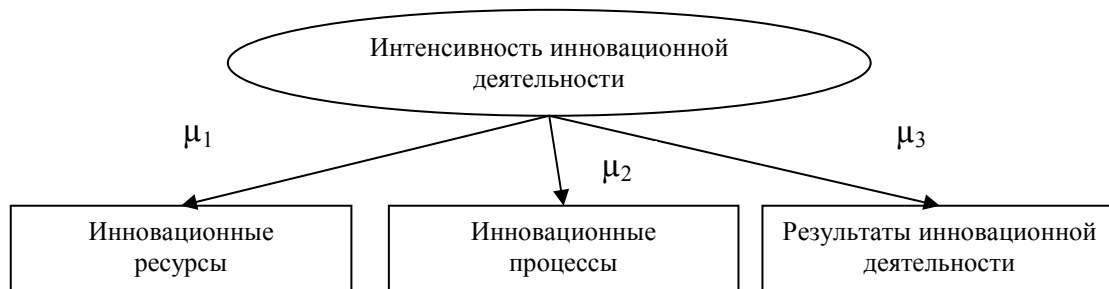 Интенсивность инновационной
деятельности
μ1
μ2
μ3
Инновационные
ресурсы
Инновационные
процессы
Результаты инновационной
деятельности